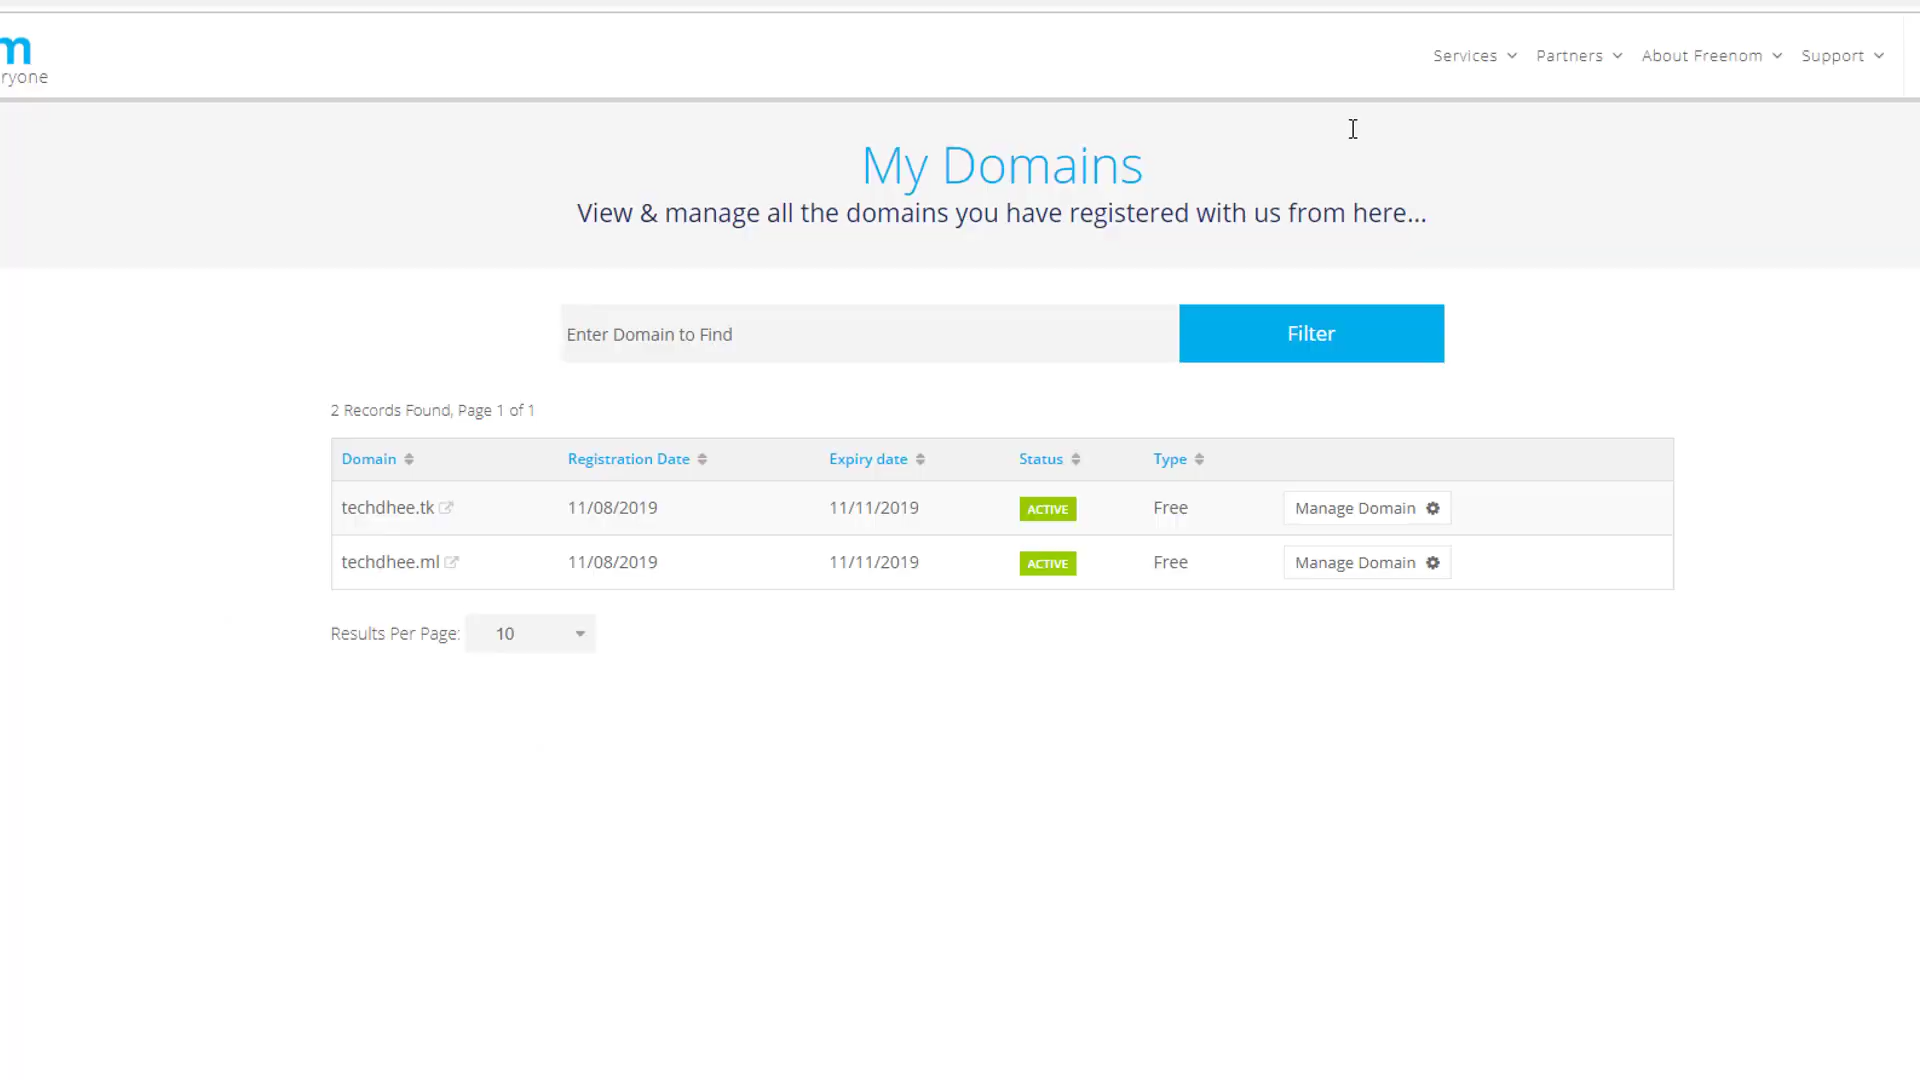 m
ryone
Services Partners About Freenom Support
My Domains
View & manage all the domains you have registered with us from here...
Enter Domain to Find Filter
2 Records Found, Page 1 of 1
Domain Registration Date Expiry date Status Type
techdhee.tk 11/08/2019 11/11/2019 ACTIVE Free Manage Domain
techdhee.ml 11/08/2019 11/11/2019 ACTIVE Free Manage Domain
Results Per Page: 10